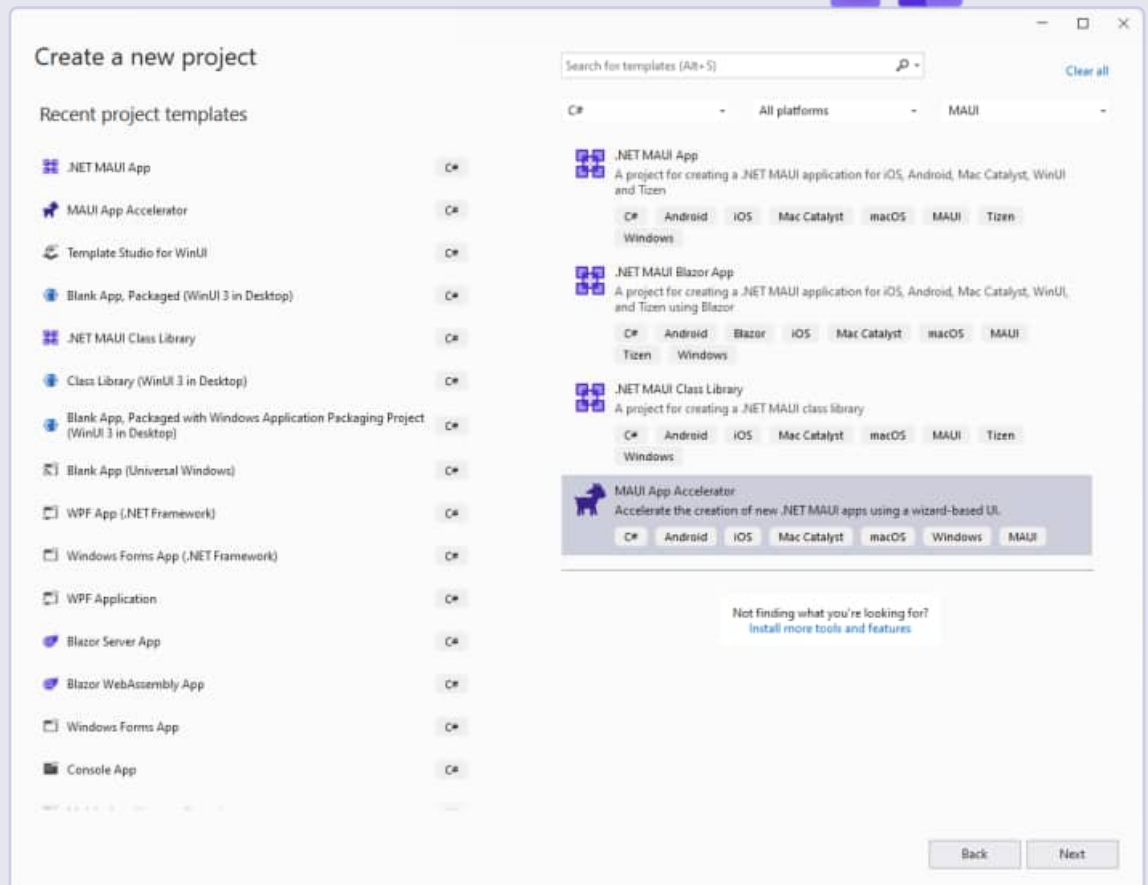 Create a new project
Search for templates (Alt+S)
Clear all
Recent project templates
C#
All platforms
MAUI
.NET MAUI App
C#
MAUI App Accelerator
C#
Template Studio for WinUI
C#
Blank App, Packaged (WinUI 3 in Desktop)
C#
.NET MAUI Class Library
C#
Class Library (WinUI 3 in Desktop)
C#
Blank App, Packaged with Windows Application Packaging Project
(WinUI 3 in Desktop)
C#
Blank App (Universal Windows)
C#
WPF App (.NET Framework)
C#
Windows Forms App (.NET Framework)
C#
WPF Application
C#
Blazor Server App
C#
Blazor WebAssembly App
C#
Windows Forms App
C#
Console App
C#
.NET MAUI App
A project for creating a .NET MAUI application for iOS, Android, Mac Catalyst, WinUI
and Tizen
C# Android iOS Mac Catalyst macOS MAUI Tizen
Windows
.NET MAUI Blazor App
A project for creating a .NET MAUI application for iOS, Android, Mac Catalyst, WinUI,
and Tizen using Blazor
C# Android Blazor iOS Mac Catalyst macOS MAUI
Tizen Windows
.NET MAUI Class Library
A project for creating a .NET MAUI class library
C# Android iOS Mac Catalyst macOS MAUI Tizen
Windows
MAUI App Accelerator
Accelerate the creation of new .NET MAUI apps using a wizard-based UI.
C# Android iOS Mac Catalyst macOS Windows MAUI
Not finding what you're looking for?
Install more tools and features
Back
Next